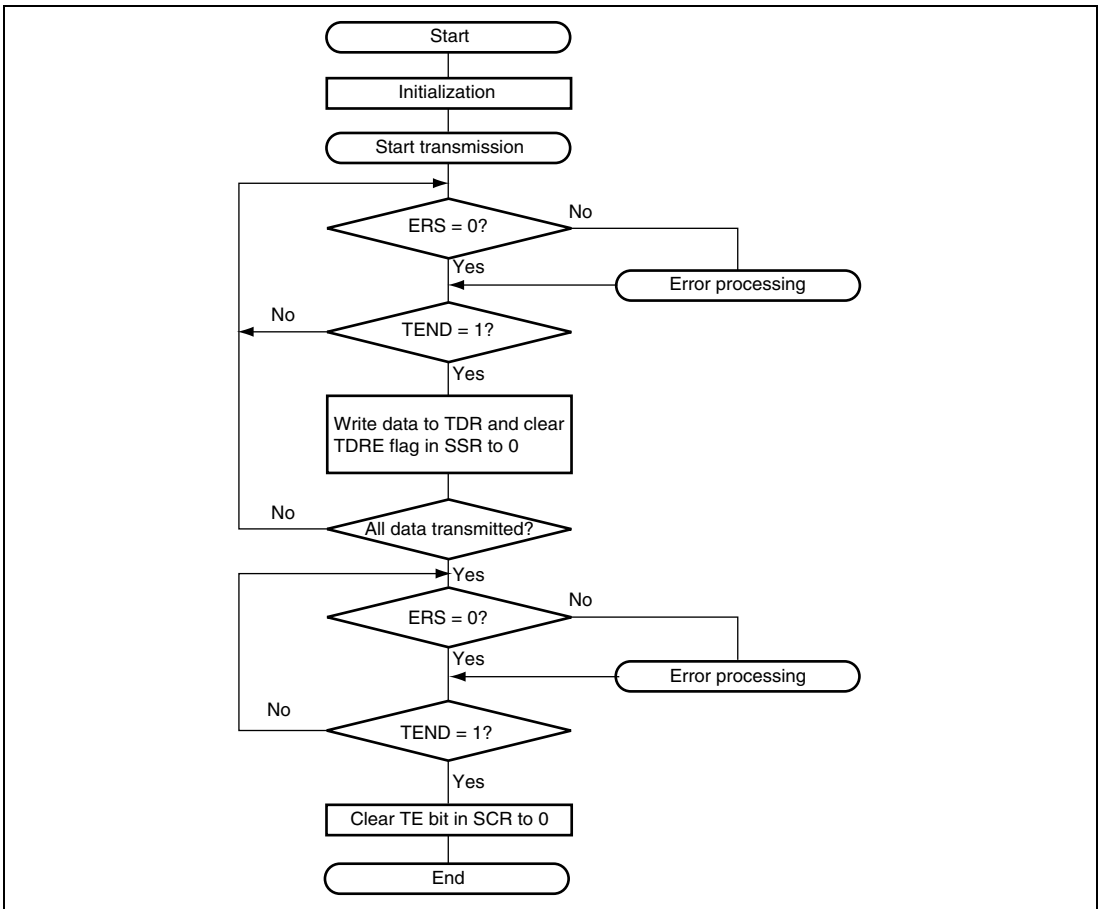 Start
Initialization
Start transmission
ERS = 0?
No
Yes
Error processing
No
TEND = 1?
Yes
Write data to TDR and clear
TDRE flag in SSR to 0
No
All data transmitted?
Yes
ERS = 0?
No
Yes
Error processing
No
TEND = 1?
Yes
Clear TE bit in SCR to 0
End